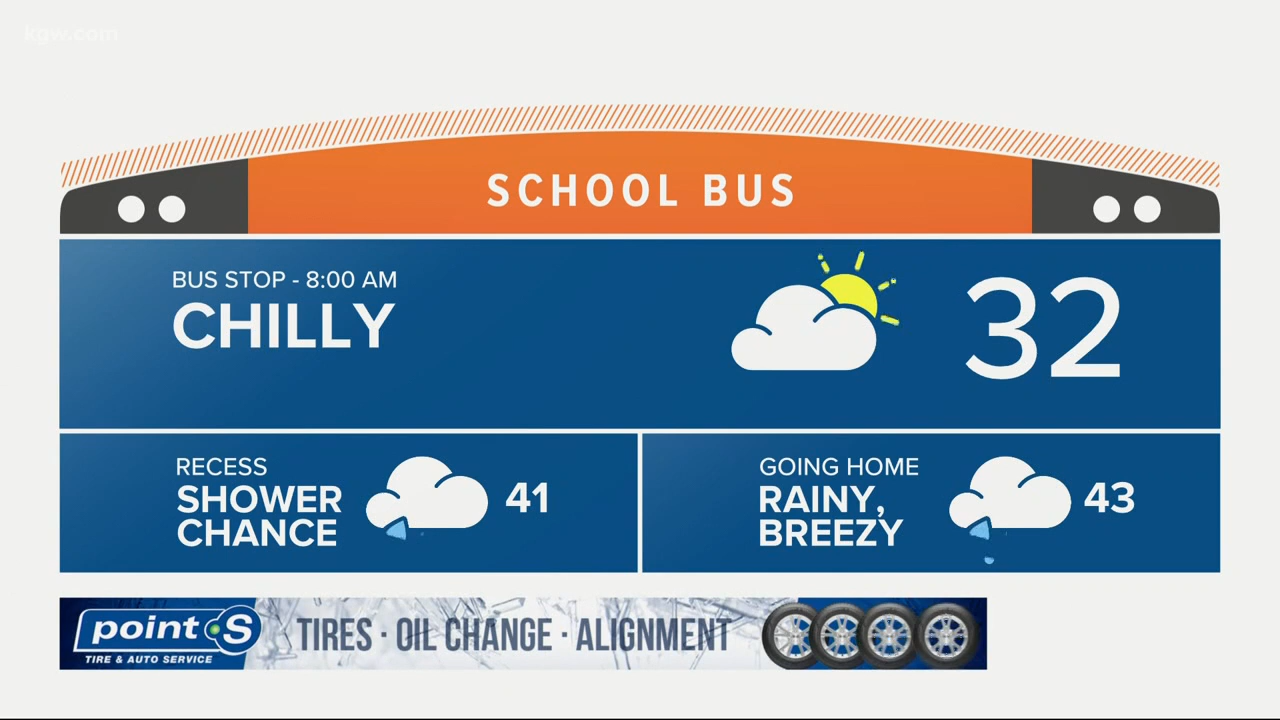 kgw.com
SCHOOL BUS
BUS STOP - 8:00 AM
CHILLY
32
RECESS
SHOWER
CHANCE
41
GOING HOME
RAINY,
BREEZY
43
point S
TIRE & AUTO SERVICE
TIRES · OIL CHANGE · ALIGNMENT